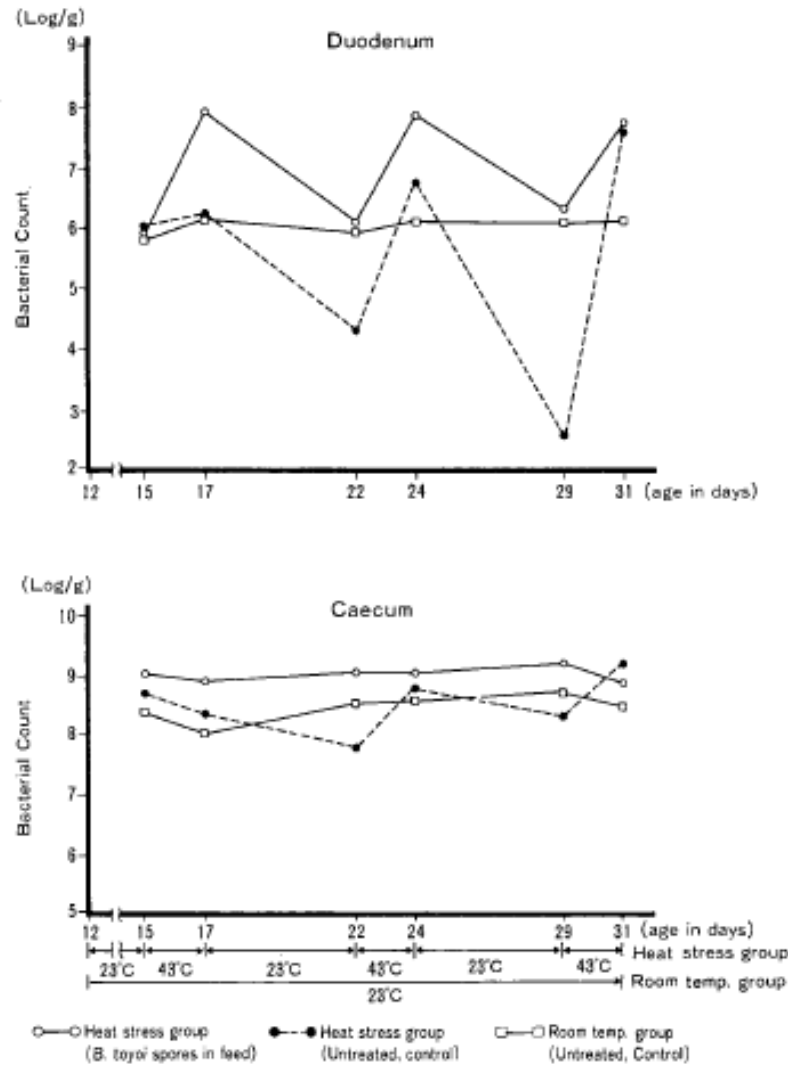 (Log/g)
Duodenum
9
8
7
6
5
4
3
2
Bacterial Count
12 15 17 22 24 29 31 (age in days)
(Log/g)
Caecum
10
9
8
7
6
5
Bacterial Count
12 15 17 22 24 29 31 (age in days)
Heat stress group
23°C 43°C 23°C 43°C 23°C 43°C
Room temp. group
23°C
Heat stress group
(B. toyoi spores in feed)
Heat stress group
(Untreated, control)
Room temp. group
(Untreated, Control)